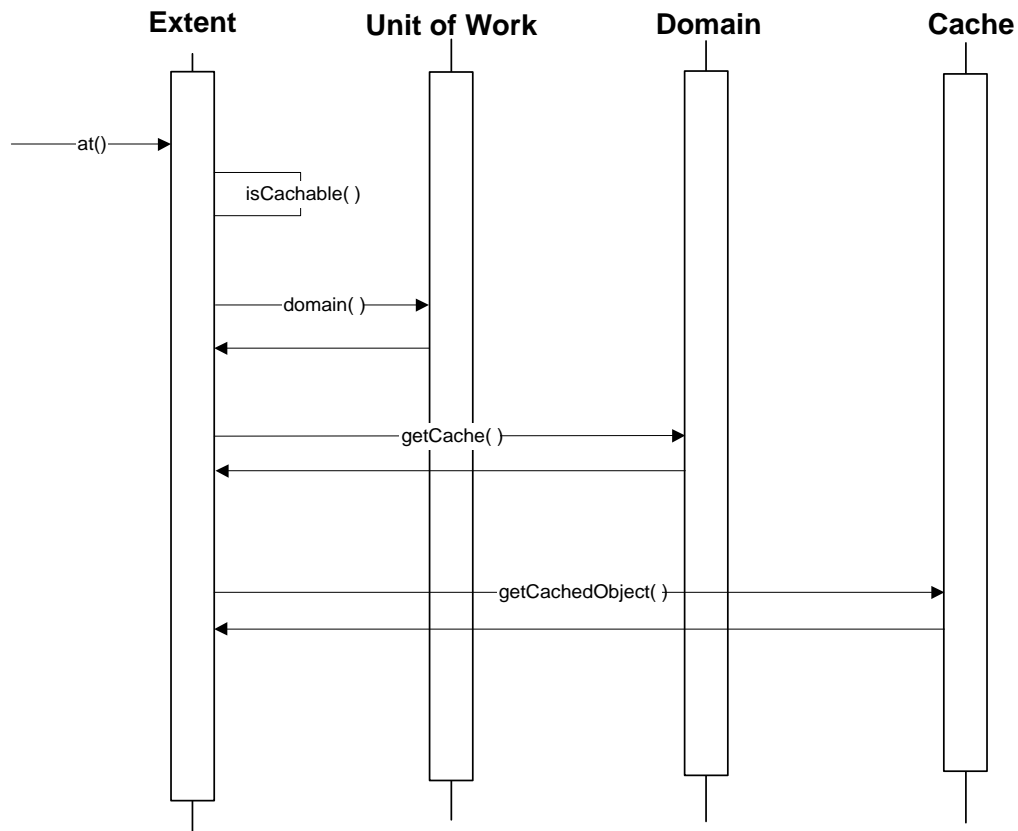 Extent
Unit of Work
Domain
Cache
at()
isCachable( )
domain( )
getCache( )
getCachedObject( )